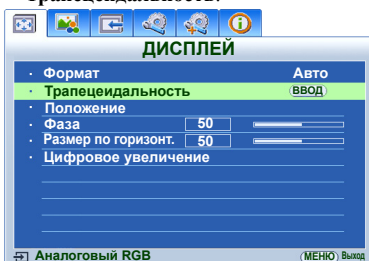 Трапецеидальность.
ДИСПЛЕЙ
· Формат Авто
· Трапецеидальность ВВОД
· Положение
· Фаза 50
· Размер по горизонт. 50
· Цифровое увеличение
Аналоговый RGB МЕНЮ Выход